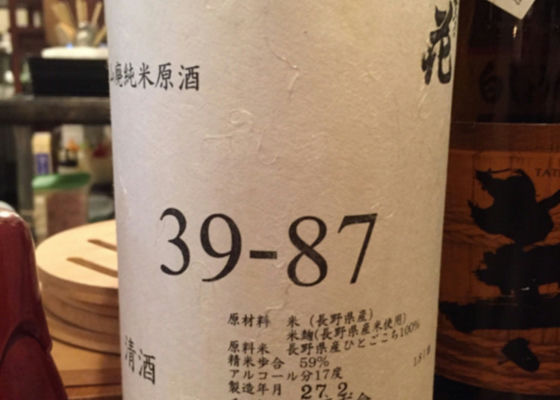 廃純米原酒
花
39-87
原材料 米(長野県産)
米麹(長野県産米使用)
原料米 長野県産ひとごこち100%
精米歩合 59%
アルコール分17度
製造年月 27.2
清酒